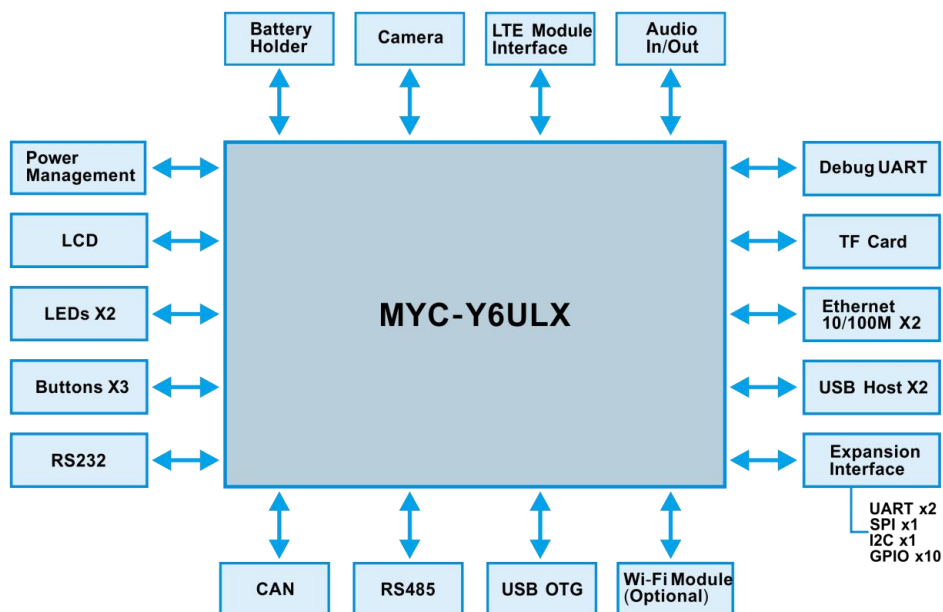 Battery
Holder
Camera
LTE Module
Interface
Audio
In/Out
Power
Management
LCD
LEDs X2
Buttons X3
RS232
MYC-Y6ULX
Debug UART
TF Card
Ethernet
10/100M X2
USB Host X2
Expansion
Interface
UART x2
SPI x1
I2C x1
GPIO x10
CAN
RS485
USB OTG
Wi-Fi Module
(Optional)